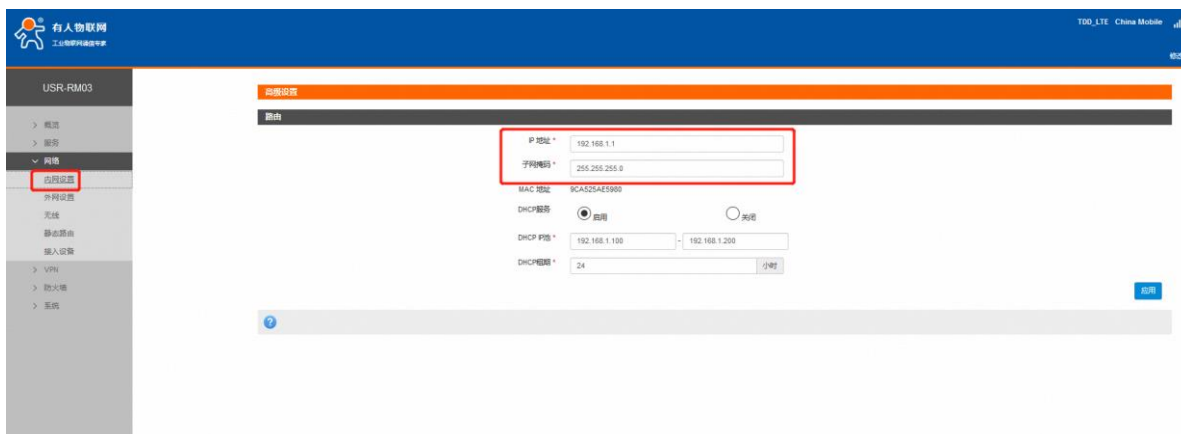 有人物联网
工业物联网通信专家
TDD_LTE China Mobile
修改
USR-RM03
> 概览
> 服务
网络
内网设置
外网设置
无线
静态路由
接入设备
> VPN
> 防火墙
> 系统
高级设置
路由
IP 地址 * 192.168.1.1
子网掩码 * 255.255.255.0
MAC 地址 9CA525AE5980
DHCP服务 启用 关闭
DHCP IP池 * 192.168.1.100 - 192.168.1.200
DHCP租期 * 24 小时
应用
?